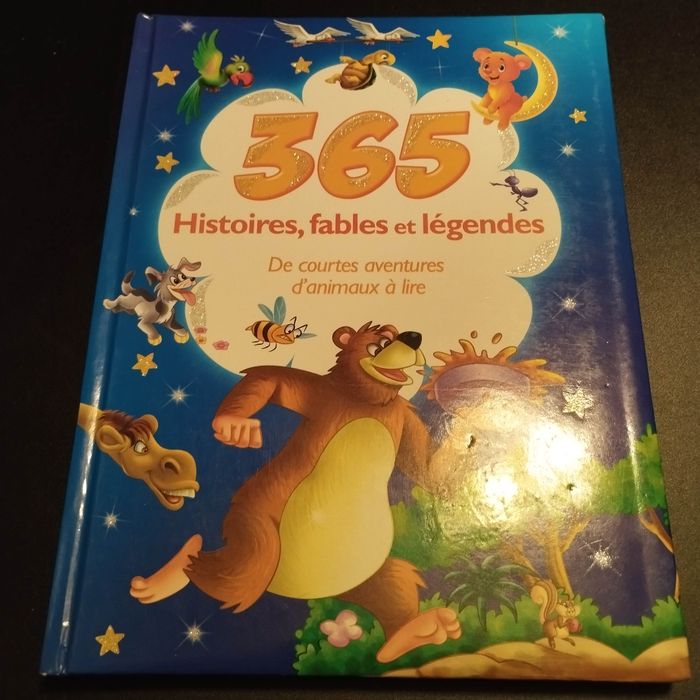 365
Histoires, fables et légendes
De courtes aventures
d'animaux à lire